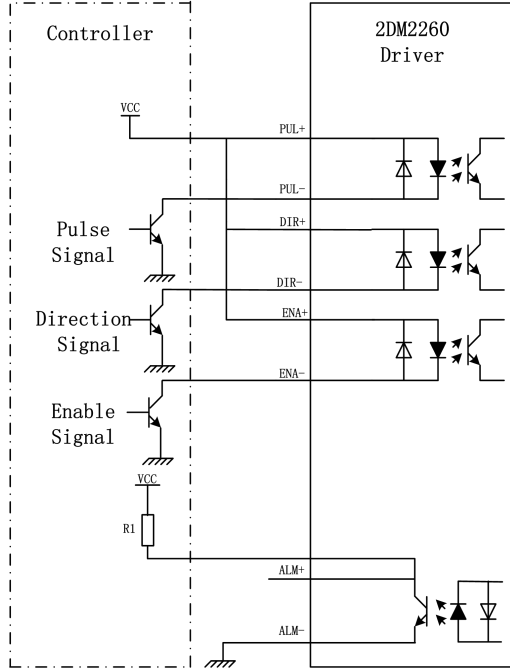 Controller
2DM2260
Driver
VCC
PUL+
PUL-
Pulse
Signal
DIR+
DIR-
Direction
Signal
ENA+
ENA-
Enable
Signal
VCC
R1
ALM+
ALM-